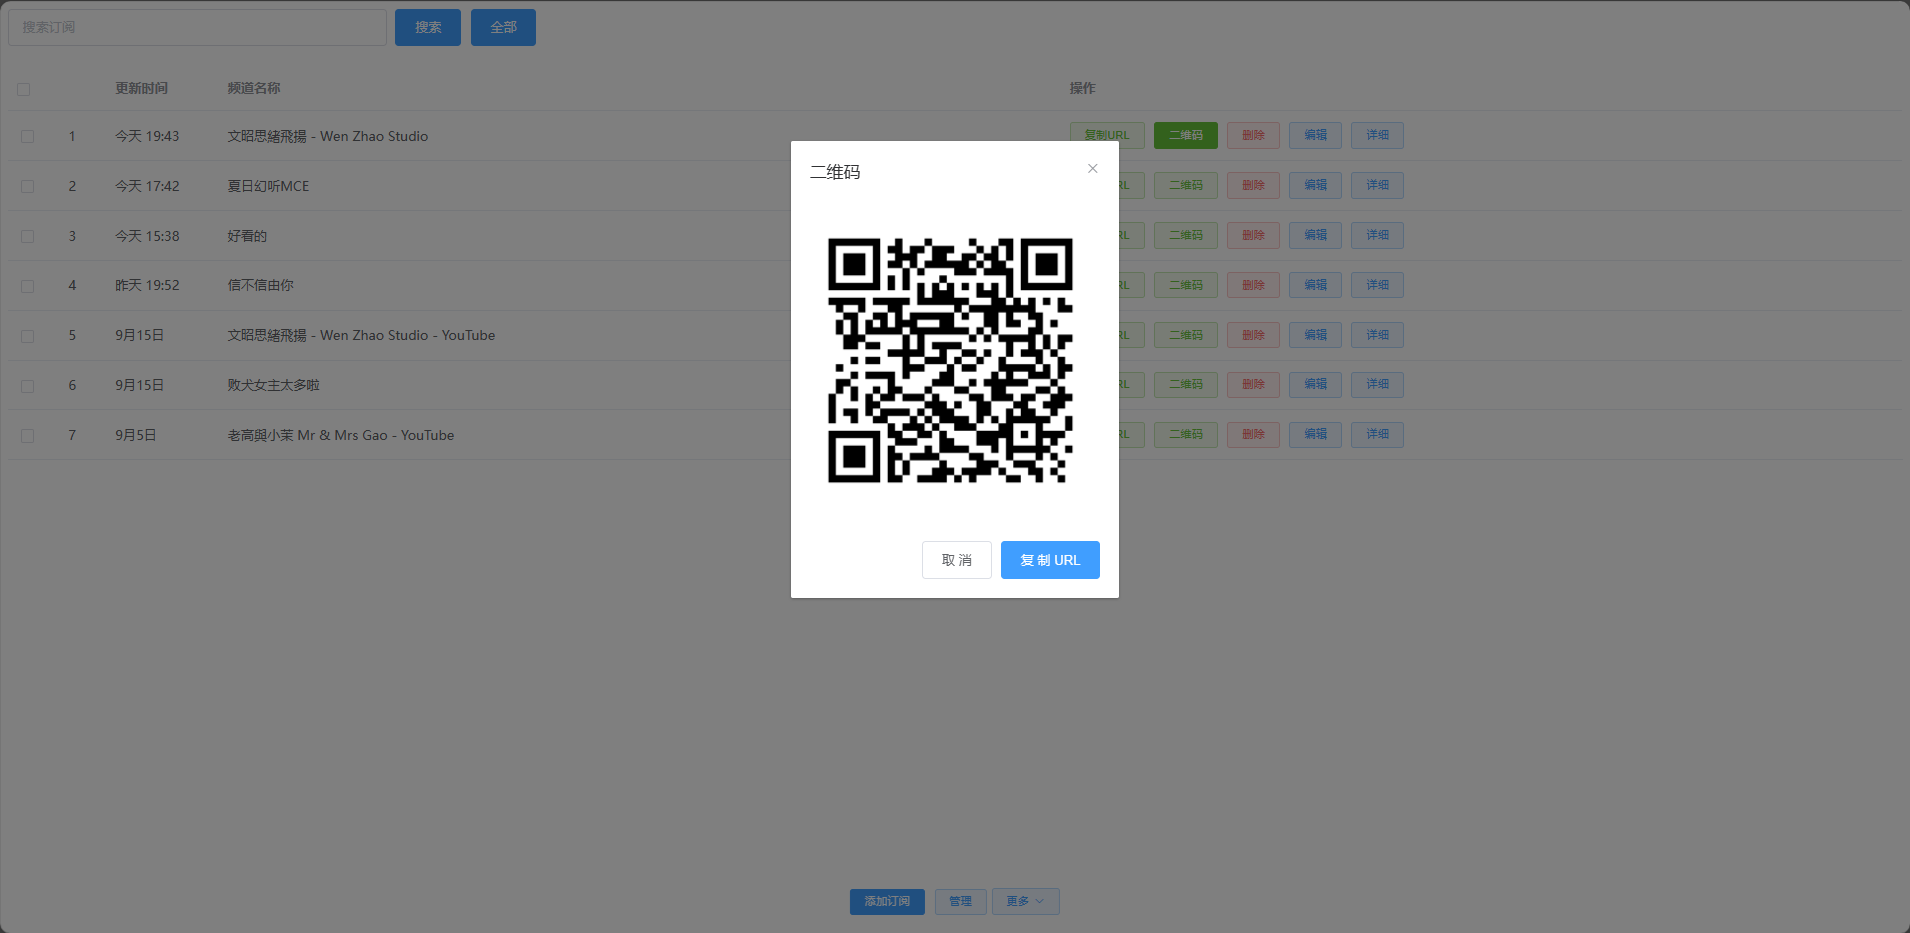 搜索订阅 搜索 全部
更新时间 频道名称 操作
1 今天 19:43 文昭思緒飛揚 - Wen Zhao Studio 复制URL 二维码 删除 编辑 详细
2 今天 17:42 夏日幻听MCE RL 二维码 删除 编辑 详细
3 今天 15:38 好看的 RL 二维码 删除 编辑 详细
4 昨天 19:52 信不信由你 RL 二维码 删除 编辑 详细
5 9月15日 文昭思緒飛揚 - Wen Zhao Studio - YouTube RL 二维码 删除 编辑 详细
6 9月15日 败犬女主太多啦 RL 二维码 删除 编辑 详细
7 9月5日 老高與小茉 Mr & Mrs Gao - YouTube RL 二维码 删除 编辑 详细
二维码
取 消 复 制 URL
添加订阅 管理 更多